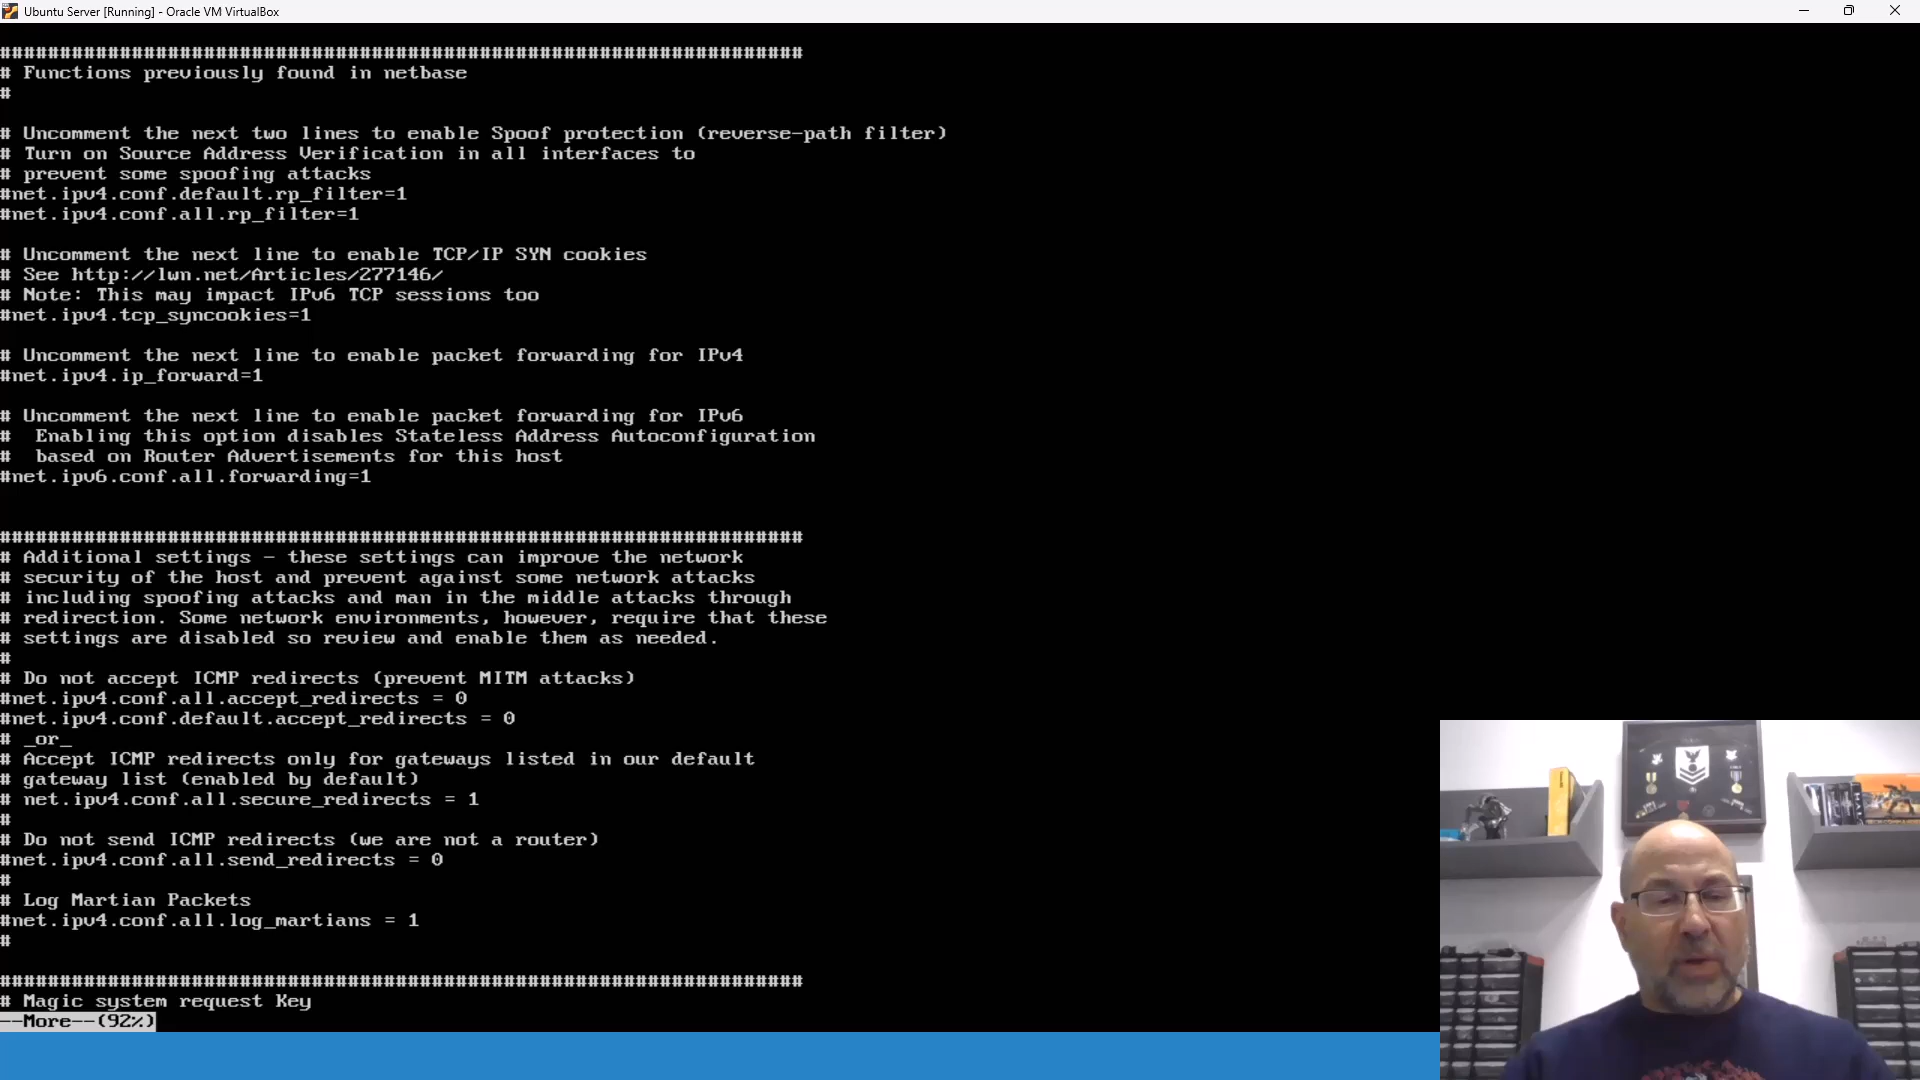 Ubuntu Server [Running] - Oracle VM VirtualBox
###################################################################
# Functions previously found in netbase
#
# Uncomment the next two lines to enable Spoof protection (reverse-path filter)
# Turn on Source Address Verification in all interfaces to
# prevent some spoofing attacks
#net.ipv4.conf.default.rp_filter=1
#net.ipv4.conf.all.rp_filter=1
# Uncomment the next line to enable TCP/IP SYN cookies
# See http://lwn.net/Articles/277146/
# Note: This may impact IPv6 TCP sessions too
#net.ipv4.tcp_syncookies=1
# Uncomment the next line to enable packet forwarding for IPv4
#net.ipv4.ip_forward=1
# Uncomment the next line to enable packet forwarding for IPv6
#  Enabling this option disables Stateless Address Autoconfiguration
#  based on Router Advertisements for this host
#net.ipv6.conf.all.forwarding=1
###################################################################
# Additional settings - these settings can improve the network
# security of the host and prevent against some network attacks
# including spoofing attacks and man in the middle attacks through
# redirection. Some network environments, however, require that these
# settings are disabled so review and enable them as needed.
#
# Do not accept ICMP redirects (prevent MITM attacks)
#net.ipv4.conf.all.accept_redirects = 0
#net.ipv4.conf.default.accept_redirects = 0
# _or_
# Accept ICMP redirects only for gateways listed in our default
# gateway list (enabled by default)
# net.ipv4.conf.all.secure_redirects = 1
#
# Do not send ICMP redirects (we are not a router)
#net.ipv4.conf.all.send_redirects = 0
#
# Log Martian Packets
#net.ipv4.conf.all.log_martians = 1
#
###################################################################
# Magic system request Key
--More--(92%)